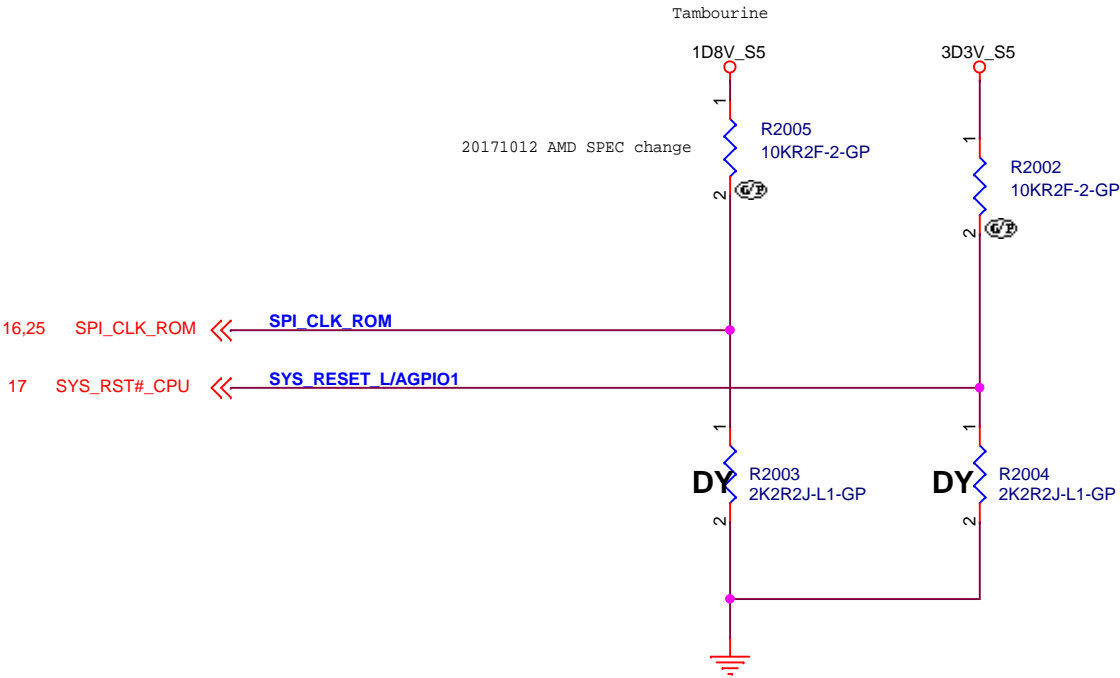 Tambourine
1D8V_S5
3D3V_S5
1
R2005
10KR2F-2-GP
20171012 AMD SPEC change
2
G/P
1
R2002
10KR2F-2-GP
2
G/P
16,25 SPI_CLK_ROM SPI_CLK_ROM
17 SYS_RST#_CPU SYS_RESET_L/AGPIO1
1
DY
R2003
2K2R2J-L1-GP
2
1
DY
R2004
2K2R2J-L1-GP
2